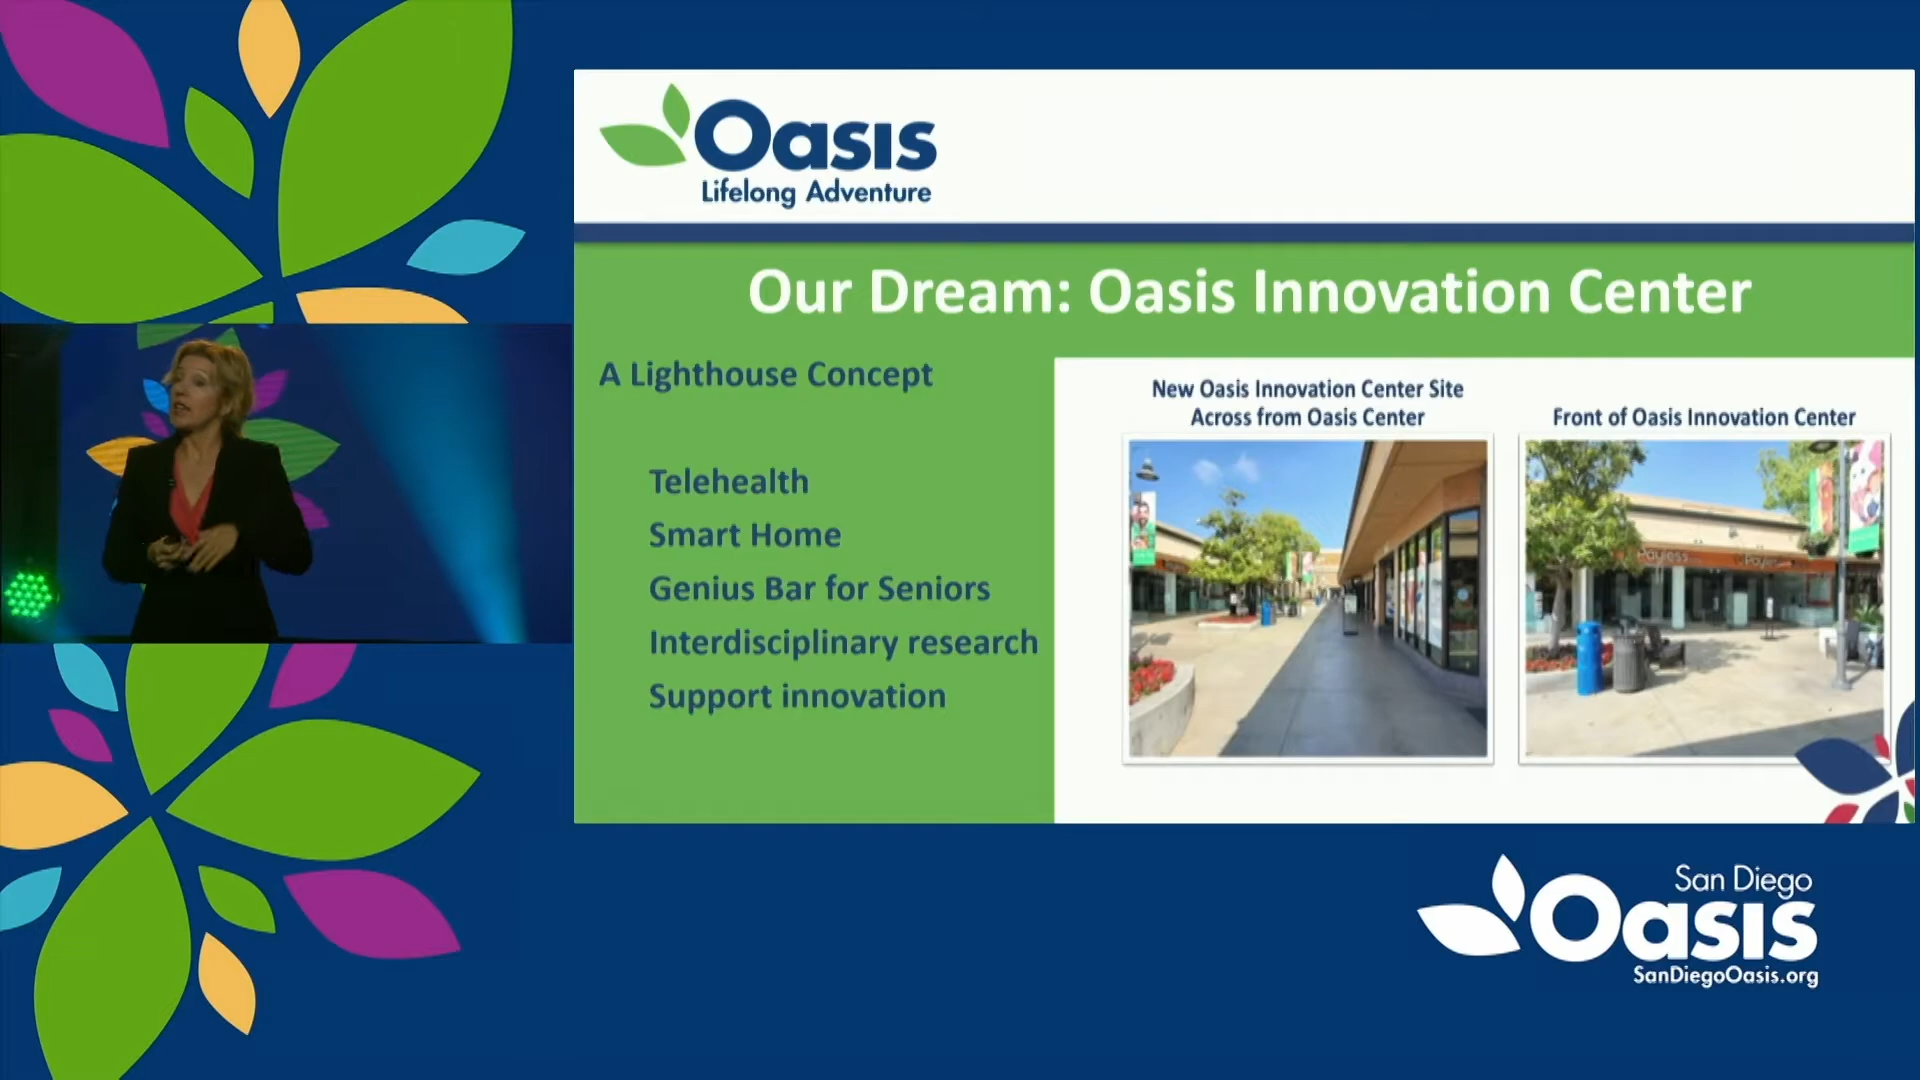 Oasis
Lifelong Adventure
Our Dream: Oasis Innovation Center
A Lighthouse Concept
Telehealth
Smart Home
Genius Bar for Seniors
Interdisciplinary research
Support innovation
New Oasis Innovation Center Site
Across from Oasis Center
Front of Oasis Innovation Center
Payless
San Diego
Oasis
SanDiegoOasis.org